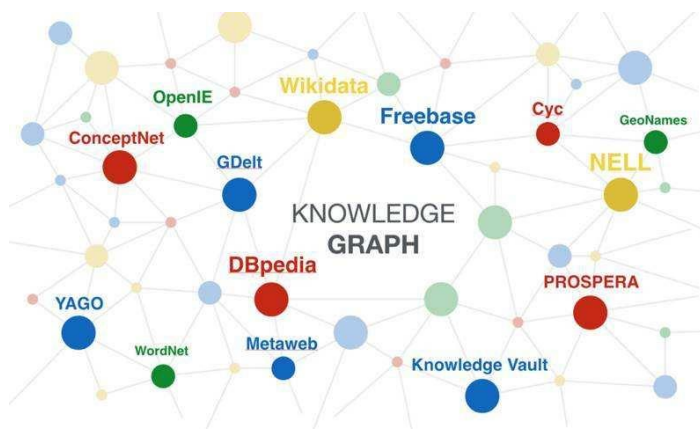 Wikidata
OpenIE
Freebase
Cyc
GeoNames
ConceptNet
GDelt
NELL
KNOWLEDGE
GRAPH
DBpedia
PROSPERA
YAGO
Metaweb
WordNet
Knowledge Vault